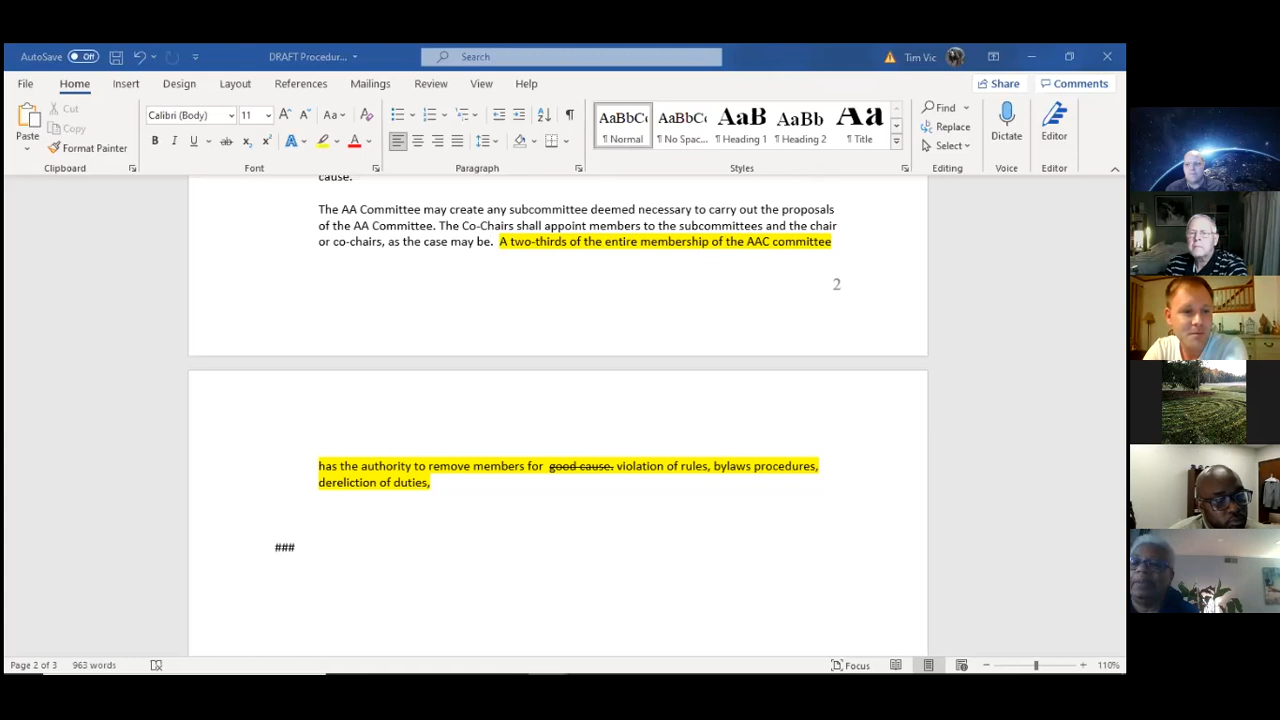 AutoSave Off DRAFT Procedur... Search Tim Vic
File Home Insert Design Layout References Mailings Review View Help Share Comments
Paste Cut Copy Format Painter
Calibri (Body) 11
AaBbCc AaBbCc AaB AaBb AaB
¶ Normal ¶ No Spac... ¶ Heading 1 ¶ Heading 2 ¶ Title
Find Replace Select
Dictate Editor
Clipboard Font Paragraph Styles Editing Voice Editor
cause.
The AA Committee may create any subcommittee deemed necessary to carry out the proposals
of the AA Committee. The Co-Chairs shall appoint members to the subcommittees and the chair
or co-chairs, as the case may be. A two-thirds of the entire membership of the AAC committee
2
has the authority to remove members for good cause. violation of rules, bylaws procedures,
dereliction of duties,
###
Page 2 of 3 963 words Focus 110%